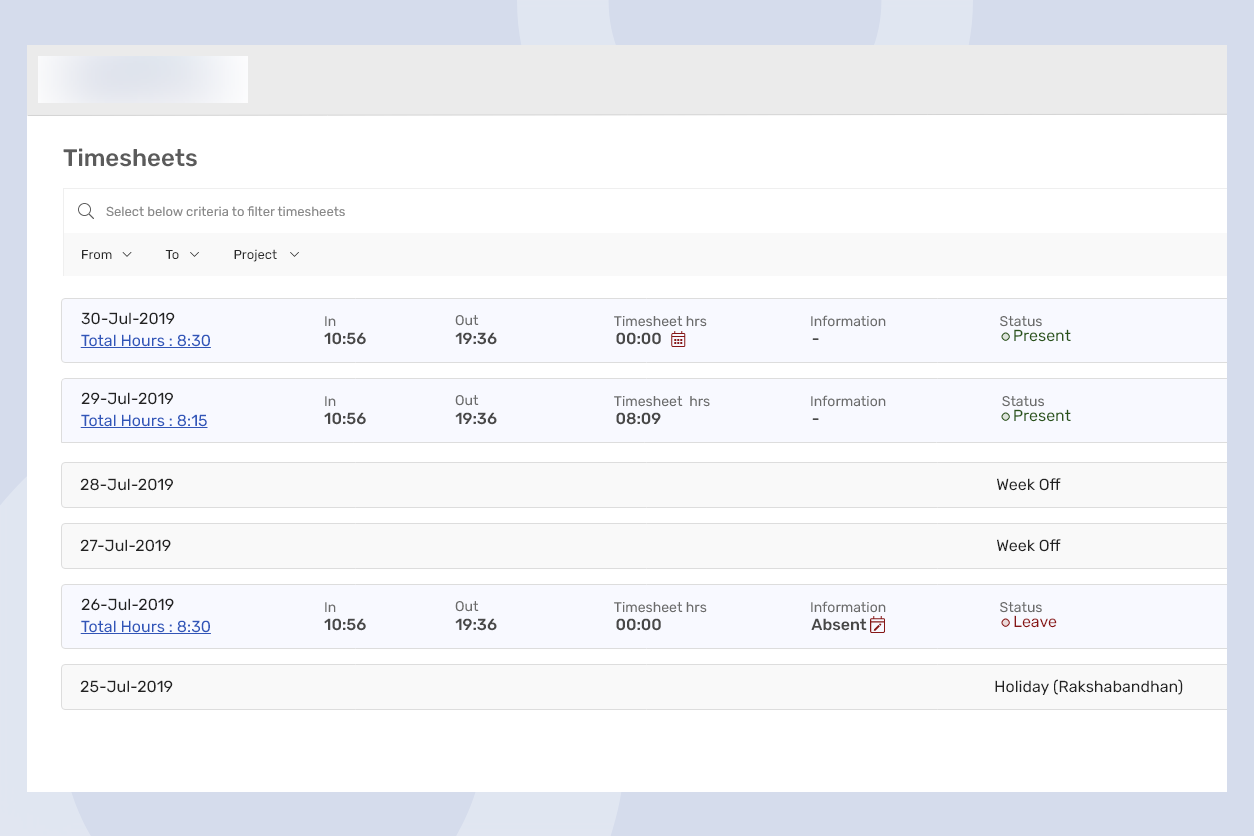 Timesheets
Select below criteria to filter timesheets
From To Project
30-Jul-2019 In Out Timesheet hrs Information Status
Total Hours : 8:30 10:56 19:36 00:00 - Present
29-Jul-2019 In Out Timesheet hrs Information Status
Total Hours : 8:15 10:56 19:36 08:09 - Present
28-Jul-2019 Week Off
27-Jul-2019 Week Off
26-Jul-2019 In Out Timesheet hrs Information Status
Total Hours : 8:30 10:56 19:36 00:00 Absent Leave
25-Jul-2019 Holiday (Rakshabandhan)